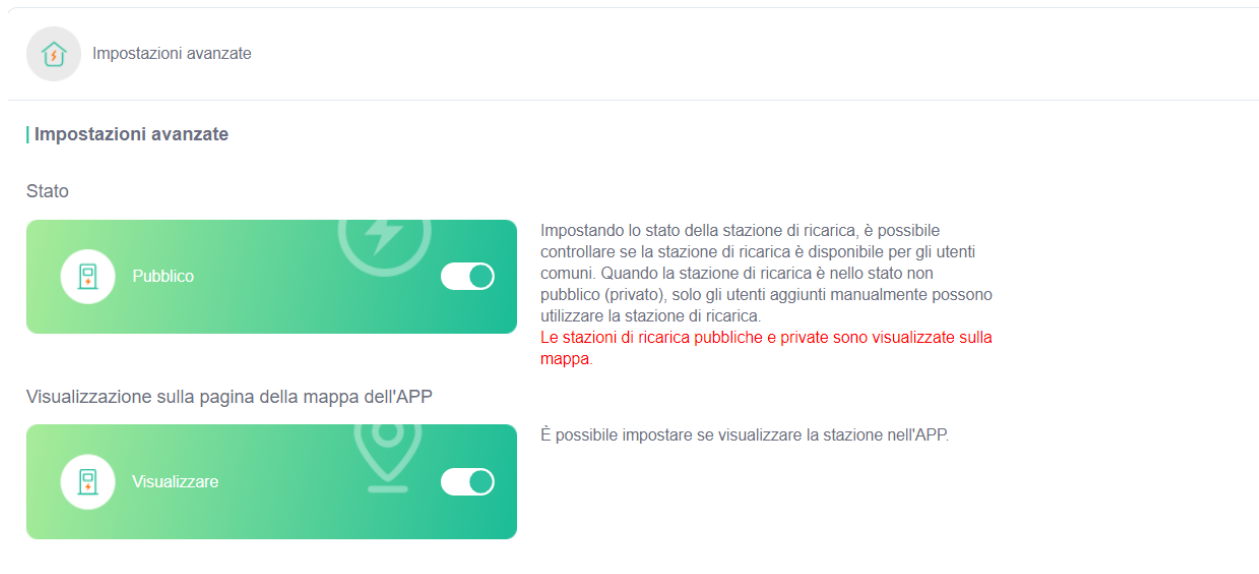 Impostazioni avanzate
Impostazioni avanzate
Stato
Pubblico
Impostando lo stato della stazione di ricarica, è possibile
controllare se la stazione di ricarica è disponibile per gli utenti
comuni. Quando la stazione di ricarica è nello stato non
pubblico (privato), solo gli utenti aggiunti manualmente possono
utilizzare la stazione di ricarica.
Le stazioni di ricarica pubbliche e private sono visualizzate sulla
mappa.
Visualizzazione sulla pagina della mappa dell'APP
Visualizzare
È possibile impostare se visualizzare la stazione nell'APP.